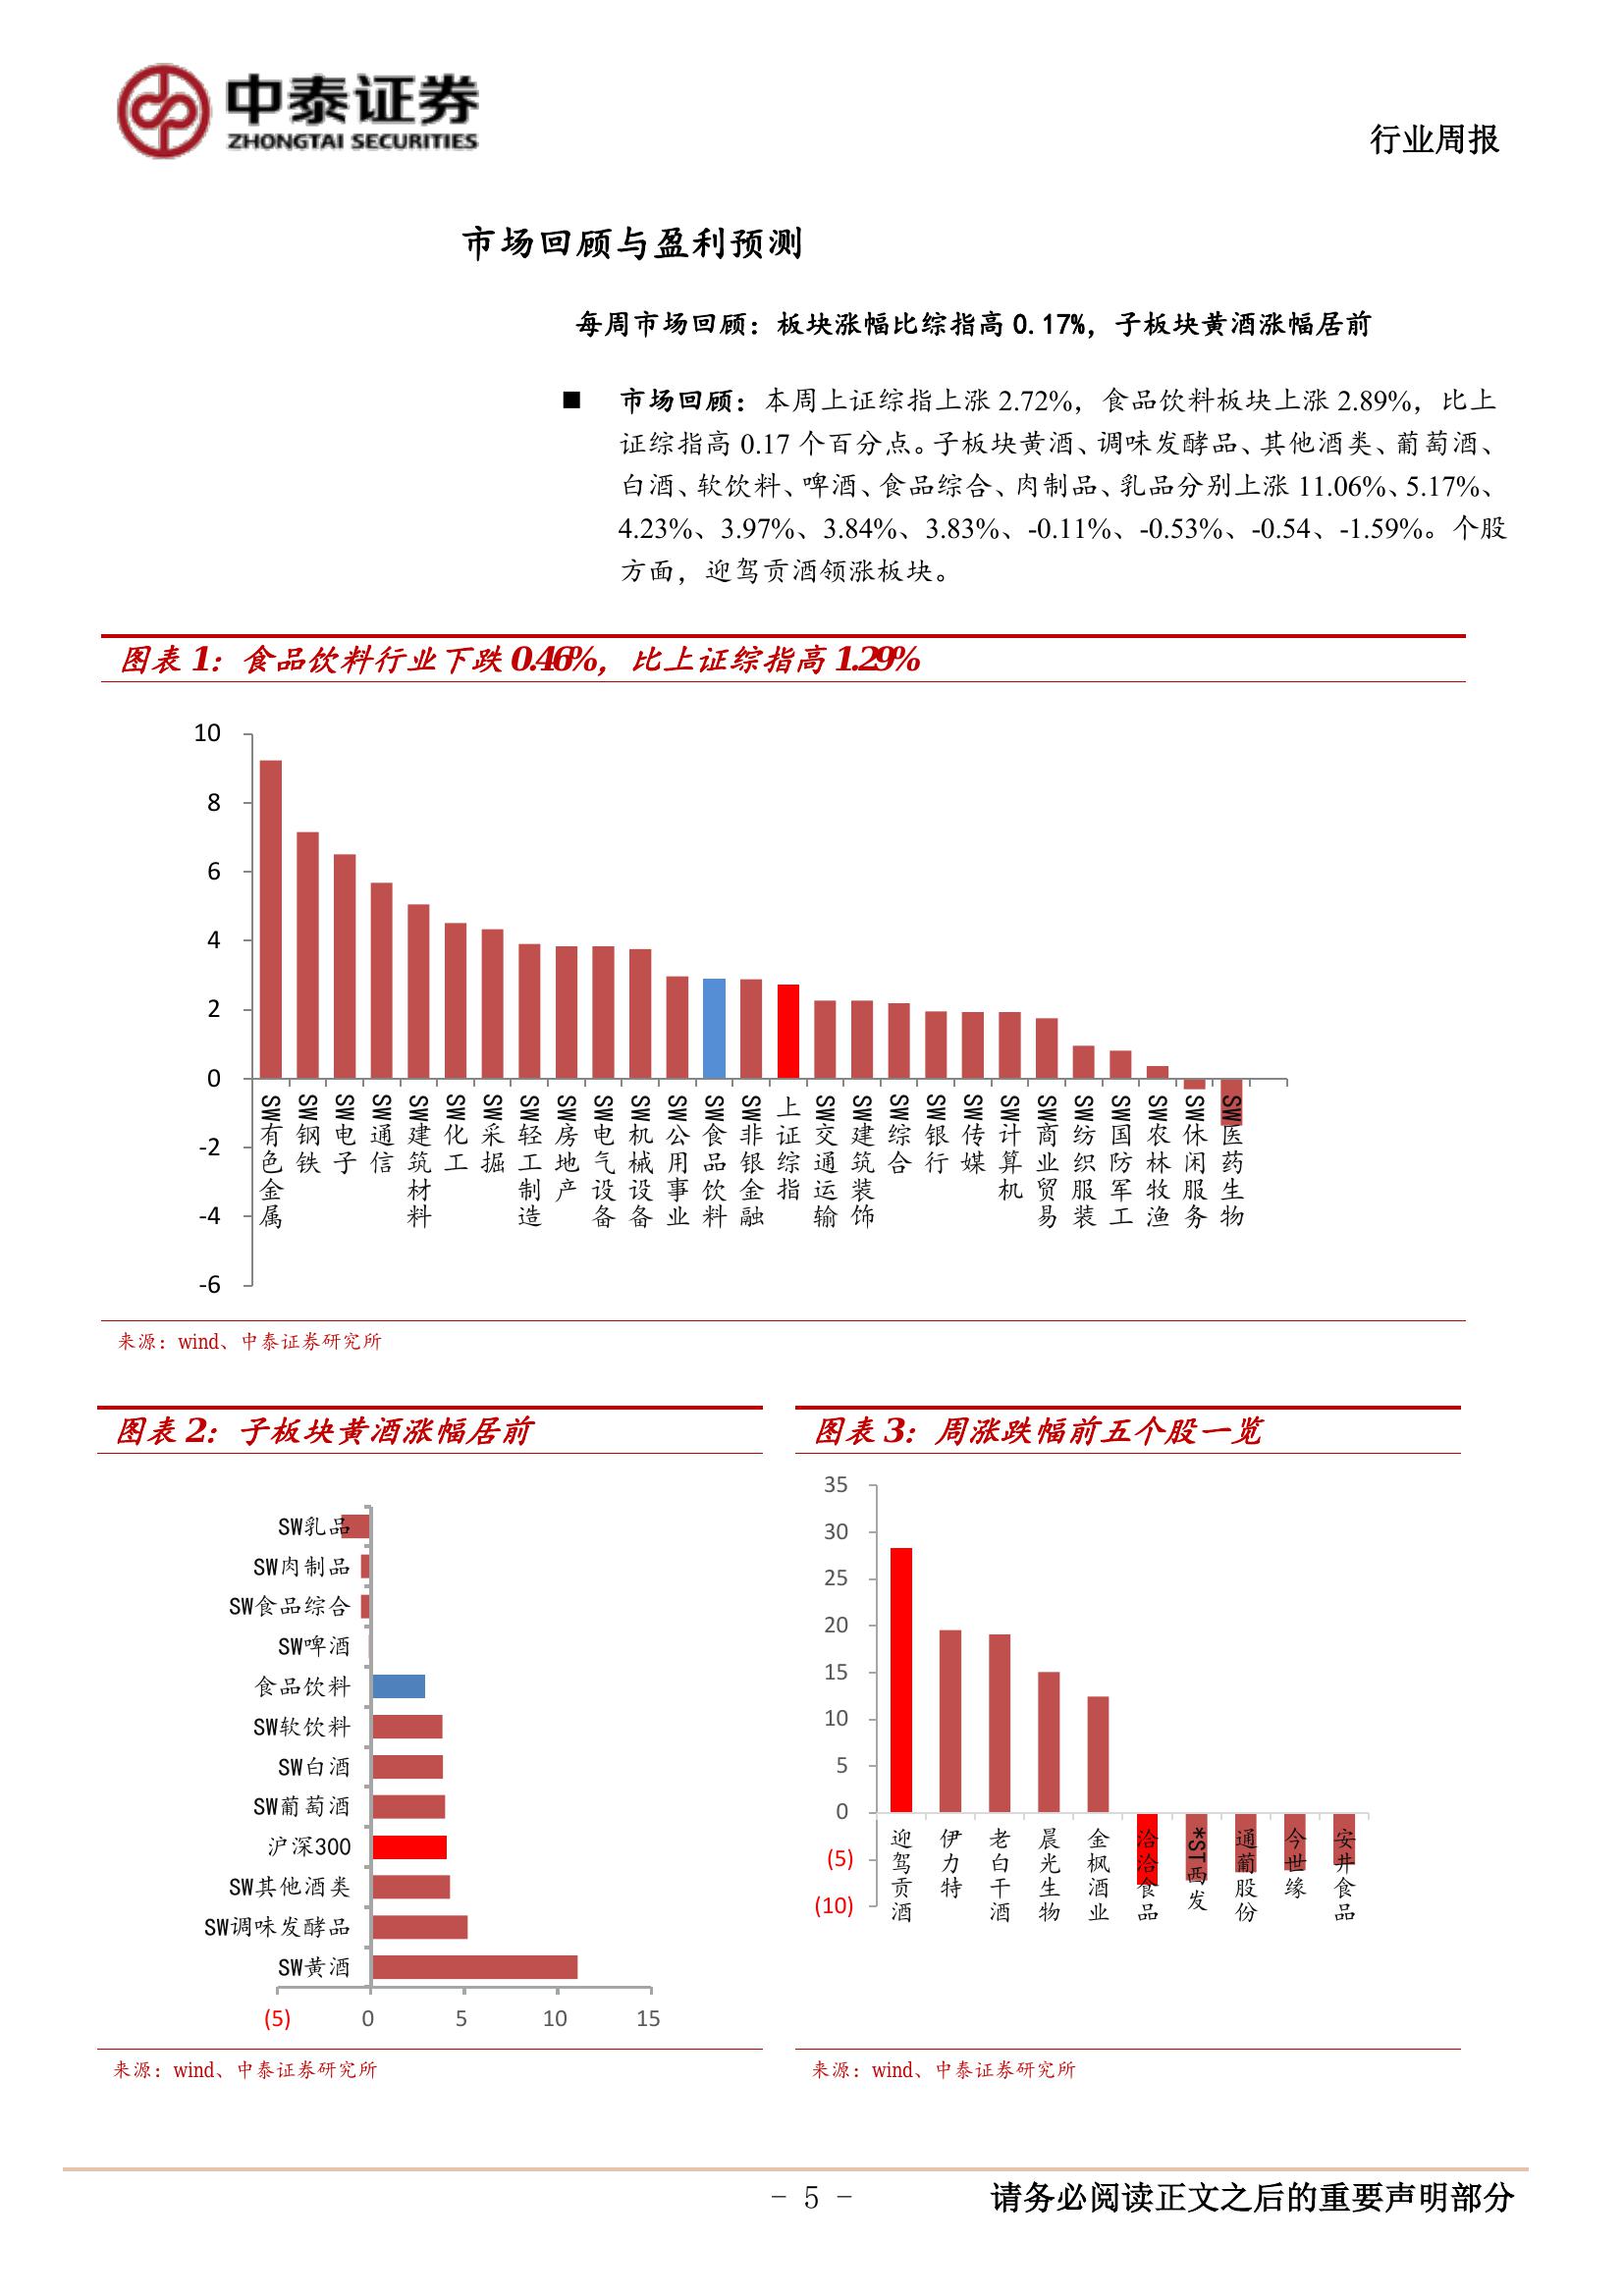 中泰证券
ZHONGTAI SECURITIES
行业周报
市场回顾与盈利预测
每周市场回顾：板块涨幅比综指高 0.17%，子板块黄酒涨幅居前
■ 市场回顾：本周上证综指上涨 2.72%，食品饮料板块上涨 2.89%，比上
证综指高 0.17 个百分点。子板块黄酒、调味发酵品、其他酒类、葡萄酒、
白酒、软饮料、啤酒、食品综合、肉制品、乳品分别上涨 11.06%、5.17%、
4.23%、3.97%、3.84%、3.83%、-0.11%、-0.53%、-0.54、-1.59%。个股
方面，迎驾贡酒领涨板块。
图表 1：食品饮料行业下跌 0.46%，比上证综指高 1.29%
10
8
6
4
2
0
-2
-4
-6
SW有色金属
SW钢铁
SW电子
SW通信
SW建筑材料
SW化工
SW采掘
SW轻工制造
SW房地产
SW电气设备
SW机械设备
SW公用事业
SW食品饮料
SW非银金融
上证综指
SW交通运输
SW建筑装饰
SW综合
SW银行
SW传媒
SW计算机
SW商业贸易
SW纺织服装
SW国防军工
SW农林牧渔
SW休闲服务
SW医药生物
来源：wind、中泰证券研究所
图表 2：子板块黄酒涨幅居前
SW乳品
SW肉制品
SW食品综合
SW啤酒
食品饮料
SW软饮料
SW白酒
SW葡萄酒
沪深300
SW其他酒类
SW调味发酵品
SW黄酒
(5) 0 5 10 15
来源：wind、中泰证券研究所
图表 3：周涨跌幅前五个股一览
35
30
25
20
15
10
5
0
(5)
(10)
迎驾贡酒
伊力特
老白干酒
晨光生物
金枫酒业
洽洽食品
*ST西发
通葡股份
今世缘
安井食品
来源：wind、中泰证券研究所
- 5 -
请务必阅读正文之后的重要声明部分